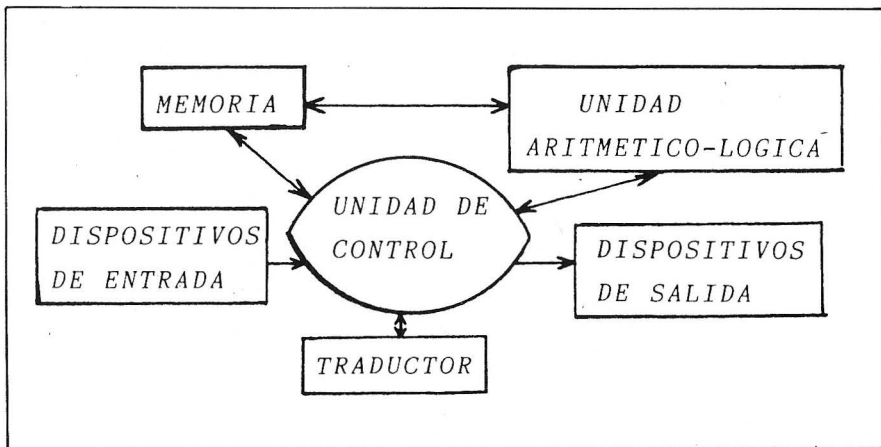 MEMORIA
UNIDAD
ARITMETICO-LOGICA
UNIDAD DE
CONTROL
DISPOSITIVOS
DE ENTRADA
DISPOSITIVOS
DE SALIDA
TRADUCTOR